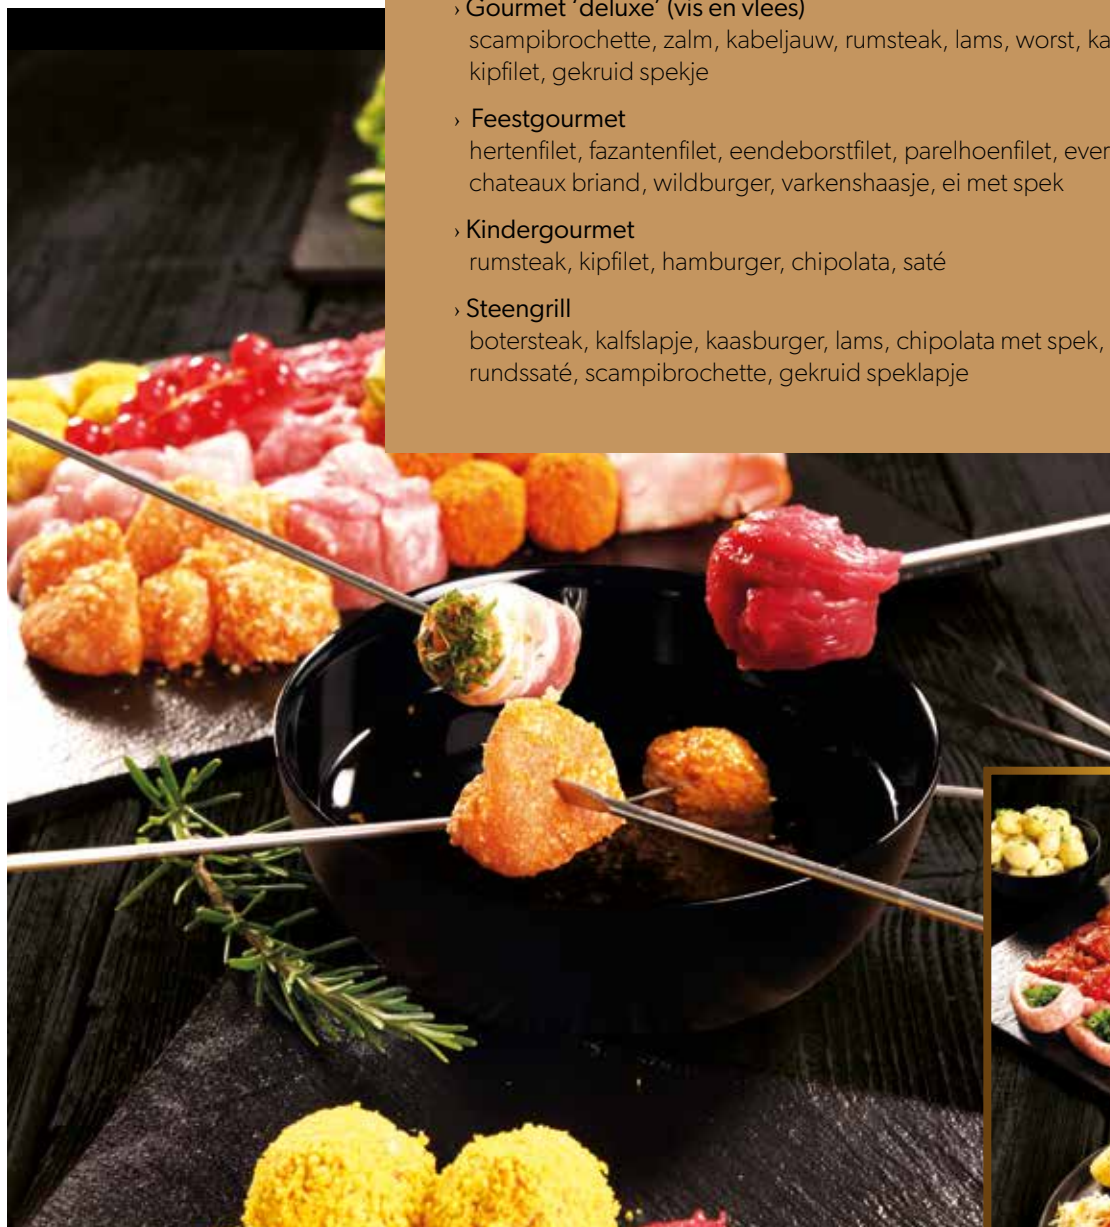 › Gourmet ‘deluxe’ (vis en vlees)
scampibrochette, zalm, kabeljauw, rumsteak, lams, worst,
kipfilet, gekruid spekje
› Feestgourmet
hertenfilet, fazantenfilet, eendeborstfilet, parelhoenfilet,
chateaux briand, wildburger, varkenshaasje, ei met spek
› Kindergourmet
rumsteak, kipfilet, hamburger, chipolata, saté
› Steengrill
botersteak, kalfslapje, kaasburger, lams, chipolata met spek,
rundssaté, scampibrochette, gekruid speklapje